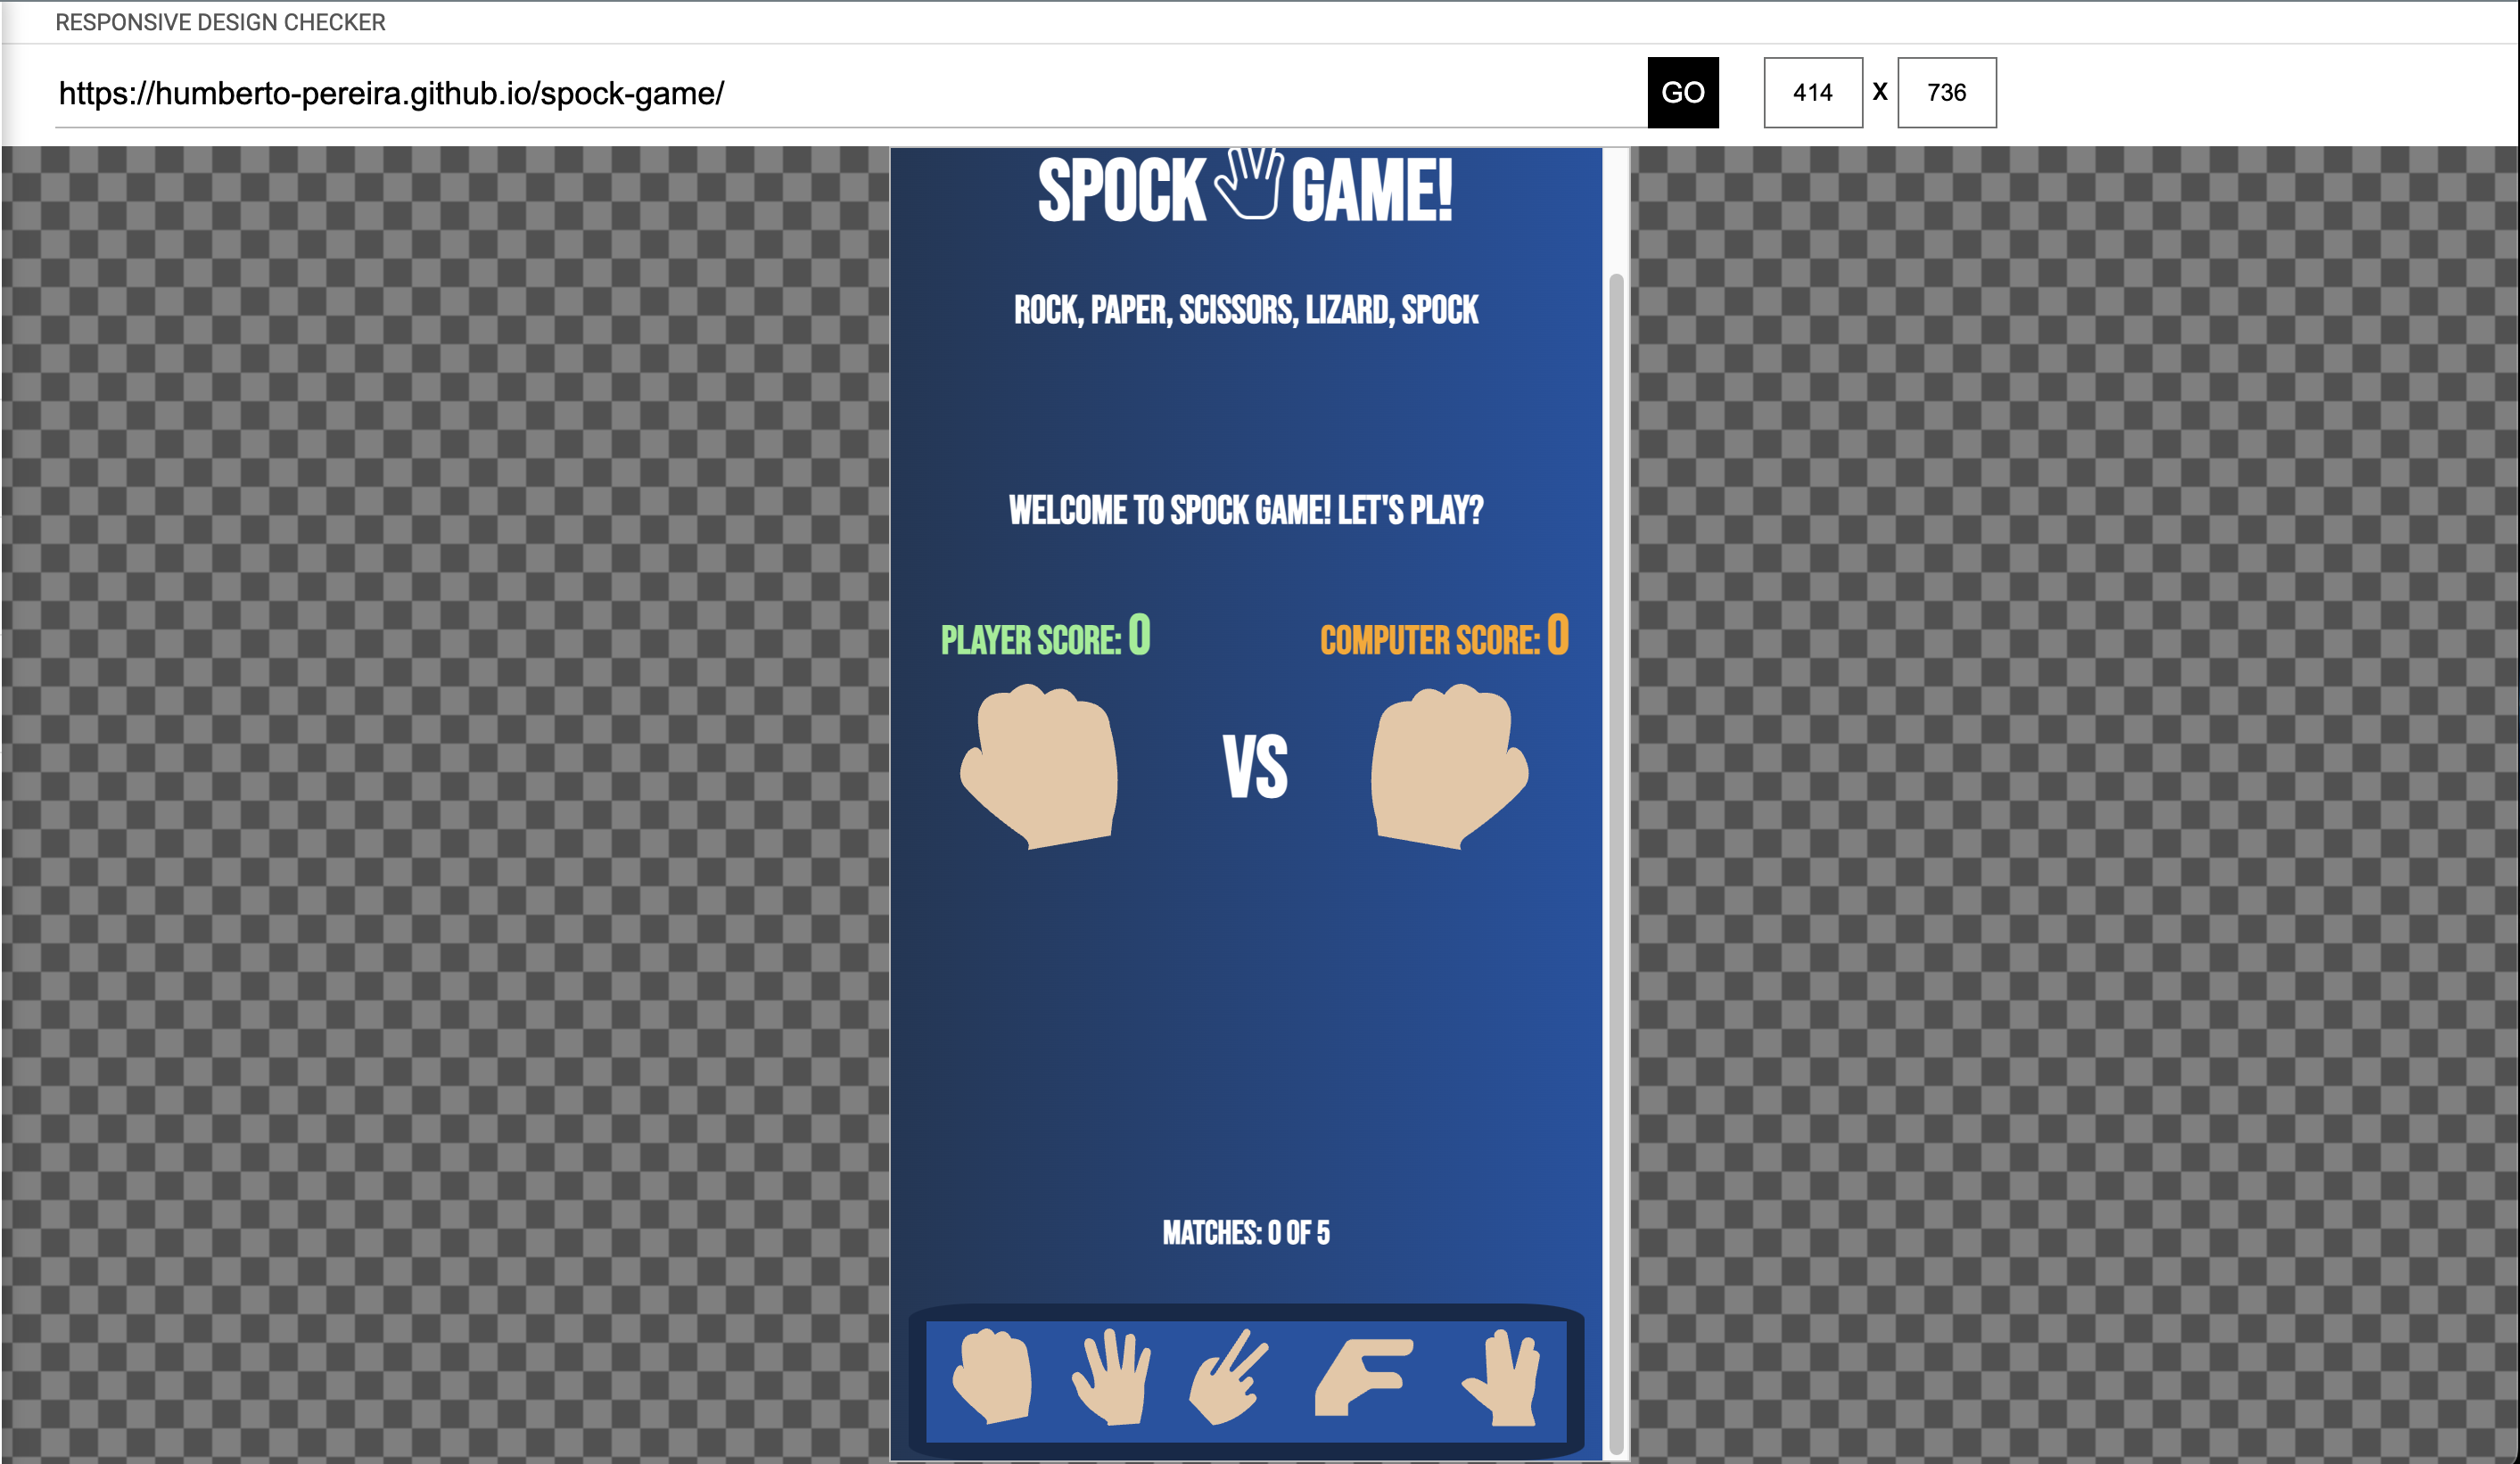 RESPONSIVE DESIGN CHECKER
https://humberto-pereira.github.io/spock-game/ GO 414 X 736
SPOCK GAME!
ROCK, PAPER, SCISSORS, LIZARD, SPOCK
WELCOME TO SPOCK GAME! LET'S PLAY?
PLAYER SCORE: 0 COMPUTER SCORE: 0
VS
MATCHES: 0 OF 5